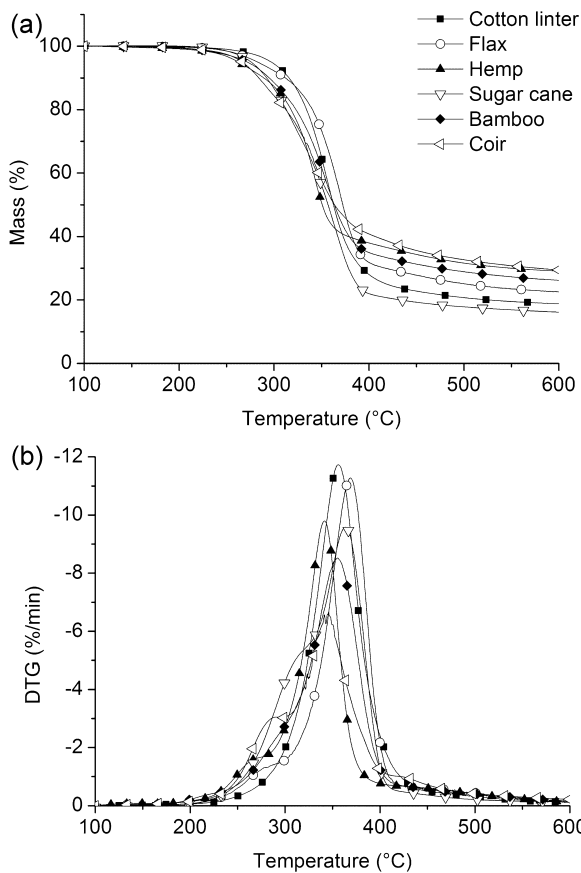 (a)
Cotton linter
Flax
Hemp
Sugar cane
Bamboo
Coir
100
80
60
40
20
0
Mass (%)
100 200 300 400 500 600
Temperature (°C)
(b)
-12
-10
-8
-6
-4
-2
0
DTG (%/min)
100 200 300 400 500 600
Temperature (°C)